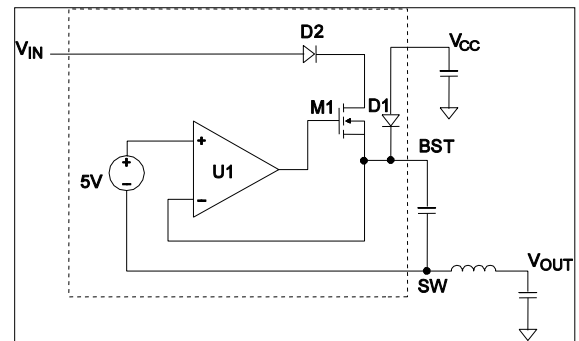 D2
VIN
VCC
M1
D1
BST
+
U1
−
5V
+
−
SW
VOUT